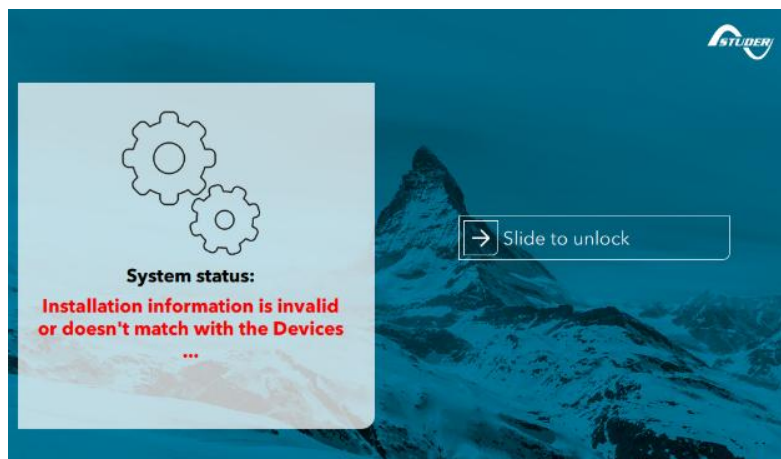 STUDER
System status:
Installation information is invalid
or doesn't match with the Devices
...
Slide to unlock